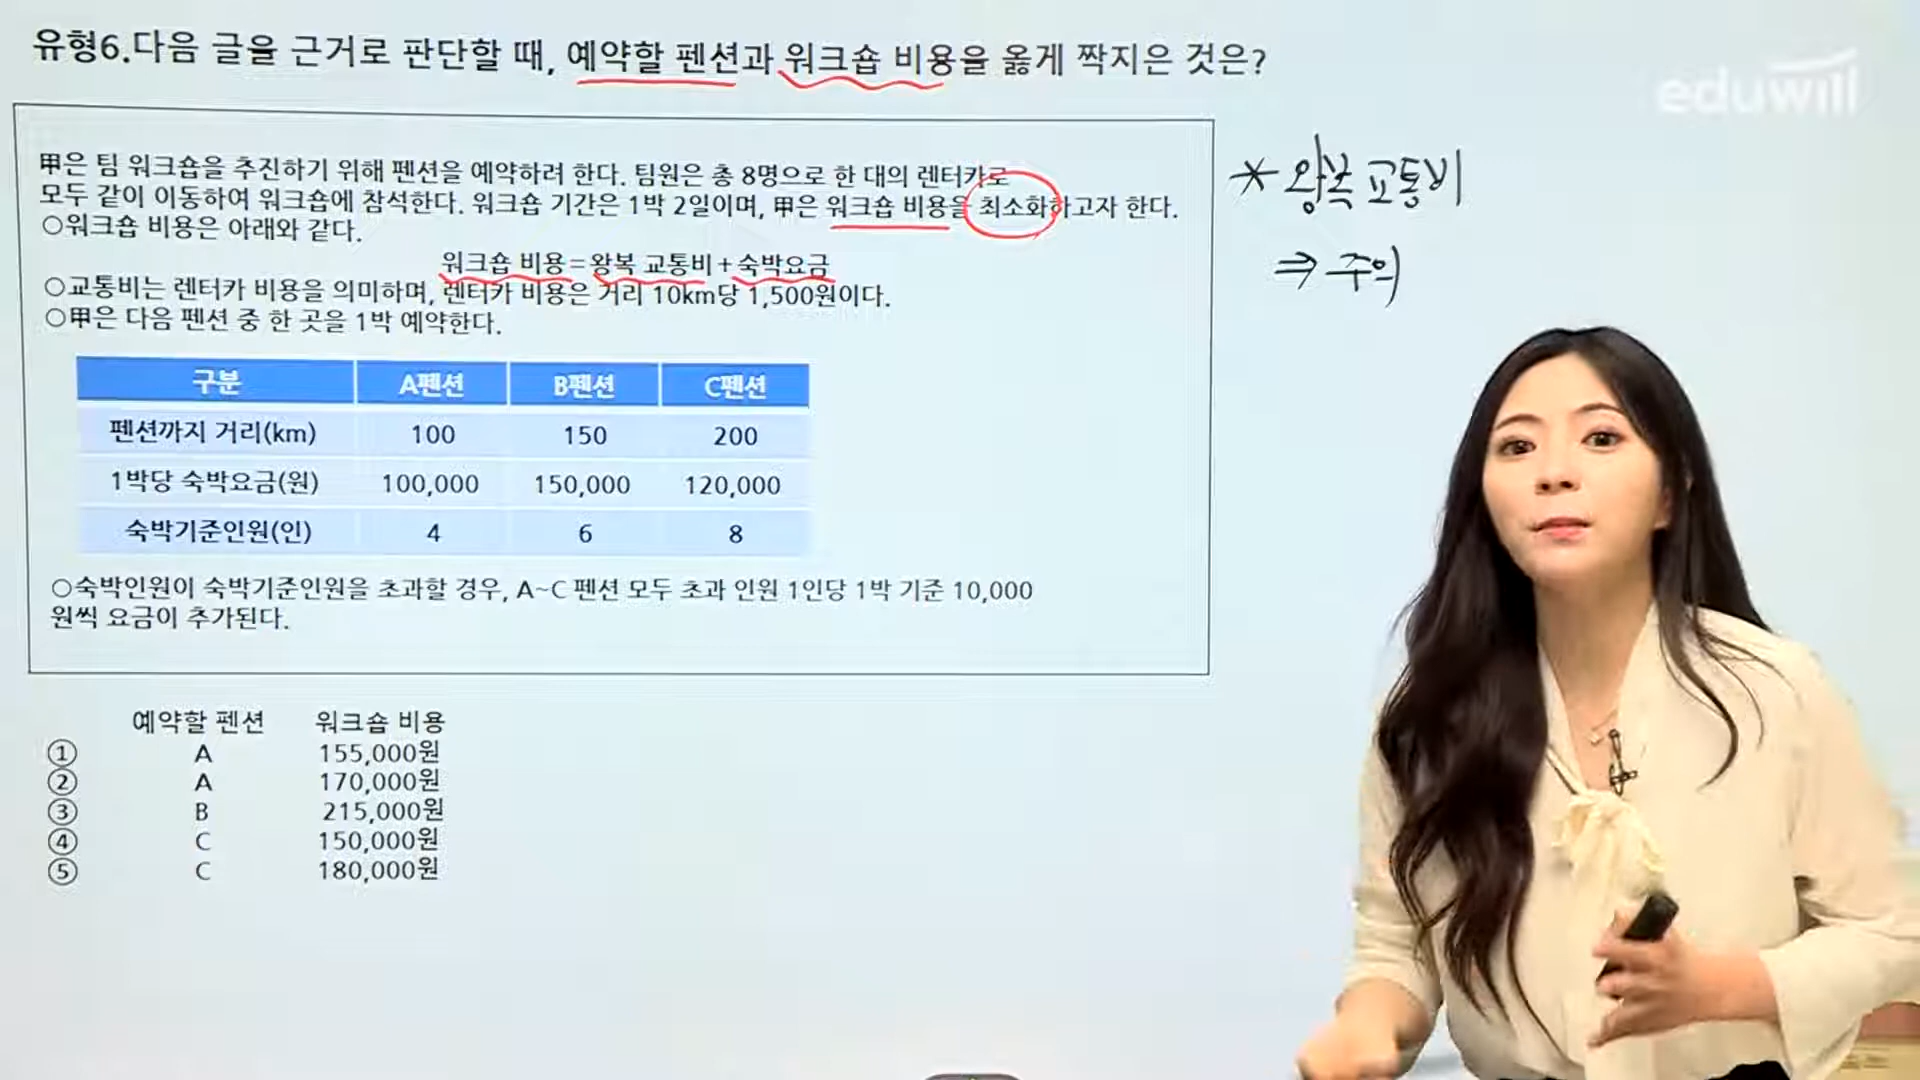 유형6.다음 글을 근거로 판단할 때, 예약할 펜션과 워크숍 비용을 옳게 짝지은 것은?
eduwill
甲은 팀 워크숍을 추진하기 위해 펜션을 예약하려 한다. 팀원은 총 8명으로 한 대의 렌터카로
모두 같이 이동하여 워크숍에 참석한다. 워크숍 기간은 1박 2일이며, 甲은 워크숍 비용을 최소화하고자 한다.
○워크숍 비용은 아래와 같다.
워크숍 비용=왕복 교통비+숙박요금
○교통비는 렌터카 비용을 의미하며, 렌터카 비용은 거리 10km당 1,500원이다.
○甲은 다음 펜션 중 한 곳을 1박 예약한다.
구분 A펜션 B펜션 C펜션
펜션까지 거리(km) 100 150 200
1박당 숙박요금(원) 100,000 150,000 120,000
숙박기준인원(인) 4 6 8
○숙박인원이 숙박기준인원을 초과할 경우, A~C 펜션 모두 초과 인원 1인당 1박 기준 10,000
원씩 요금이 추가된다.
* 왕복 교통비
⇒ 주의
예약할 펜션 워크숍 비용
① A 155,000원
② A 170,000원
③ B 215,000원
④ C 150,000원
⑤ C 180,000원